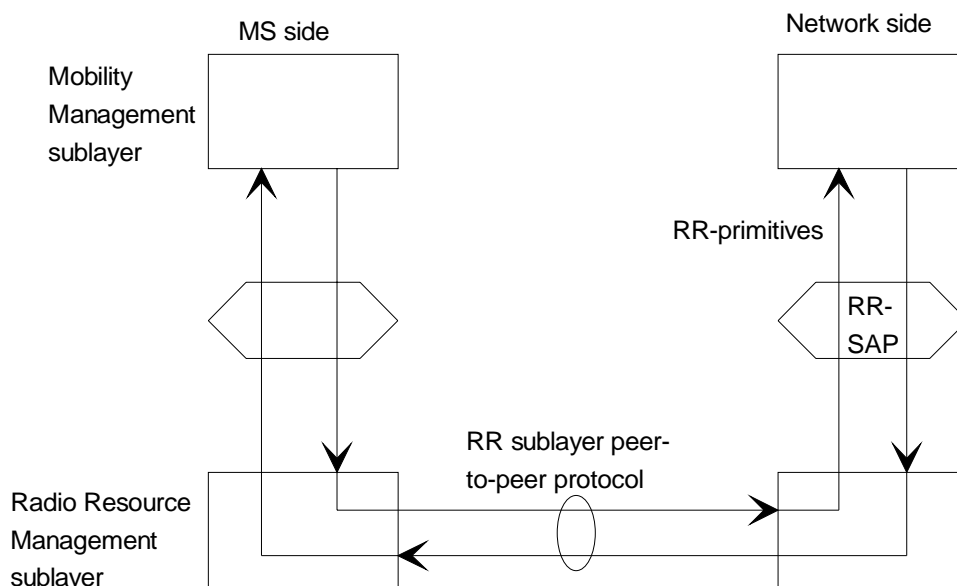 MS side
Network side
Mobility
Management
sublayer
RR-primitives
RR-
SAP
RR sublayer peer-
to-peer protocol
Radio Resource
Management
sublayer